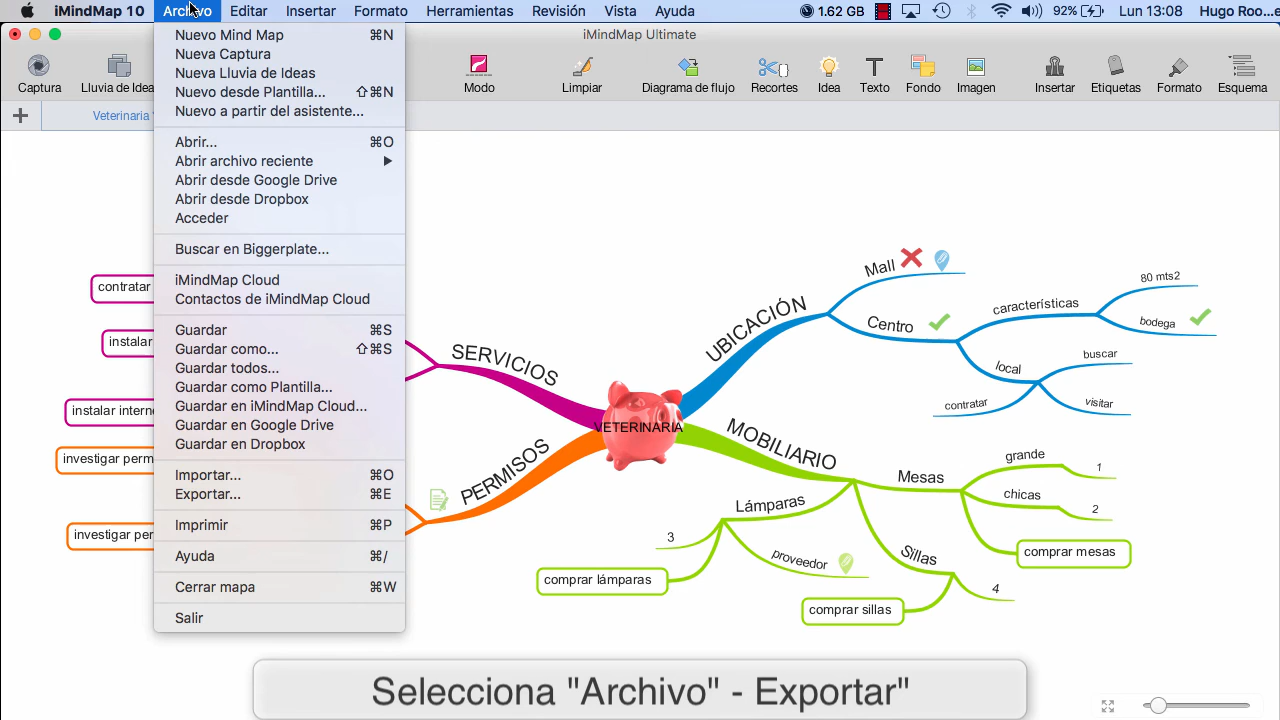 iMindMap 10 Archivo Editar Insertar Formato Herramientas Revisión Vista Ayuda 1.62 GB 92% Lun 13:08 Hugo Roo...e
iMindMap Ultimate
Captura Lluvia de Idea Modo Limpiar Diagrama de flujo Recortes Idea Texto Fondo Imagen Insertar Etiquetas Formato Esquema
Veterinaria
Nuevo Mind Map ⌘N
Nueva Captura
Nueva Lluvia de Ideas
Nuevo desde Plantilla... ⇧⌘N
Nuevo a partir del asistente...
Abrir... ⌘O
Abrir archivo reciente ▶
Abrir desde Google Drive
Abrir desde Dropbox
Acceder
Buscar en Biggerplate...
iMindMap Cloud
Contactos de iMindMap Cloud
Guardar ⌘S
Guardar como... ⇧⌘S
Guardar todos...
Guardar como Plantilla...
Guardar en iMindMap Cloud...
Guardar en Google Drive
Guardar en Dropbox
Importar... ⌘O
Exportar... ⌘E
Imprimir ⌘P
Ayuda ⌘/
Cerrar mapa ⌘W
Salir
contratar
instalar
instalar interne
investigar perm
investigar per
SERVICIOS
PERMISOS
VETERINARIA
UBICACIÓN
Mall
Centro
características
80 mts2
bodega
local
buscar
visitar
contratar
MOBILIARIO
Mesas
grande
1
chicas
2
comprar mesas
Lámparas
3
proveedor
comprar lámparas
Sillas
4
comprar sillas
Selecciona "Archivo" - Exportar"